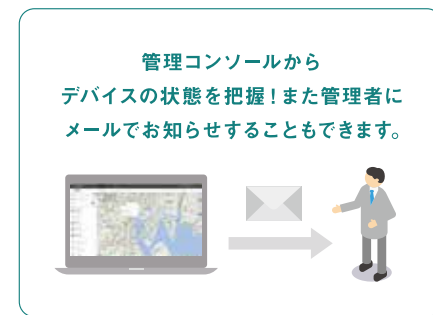 管理コンソールから
デバイスの状態を把握！また管理者に
メールでお知らせすることもできます。